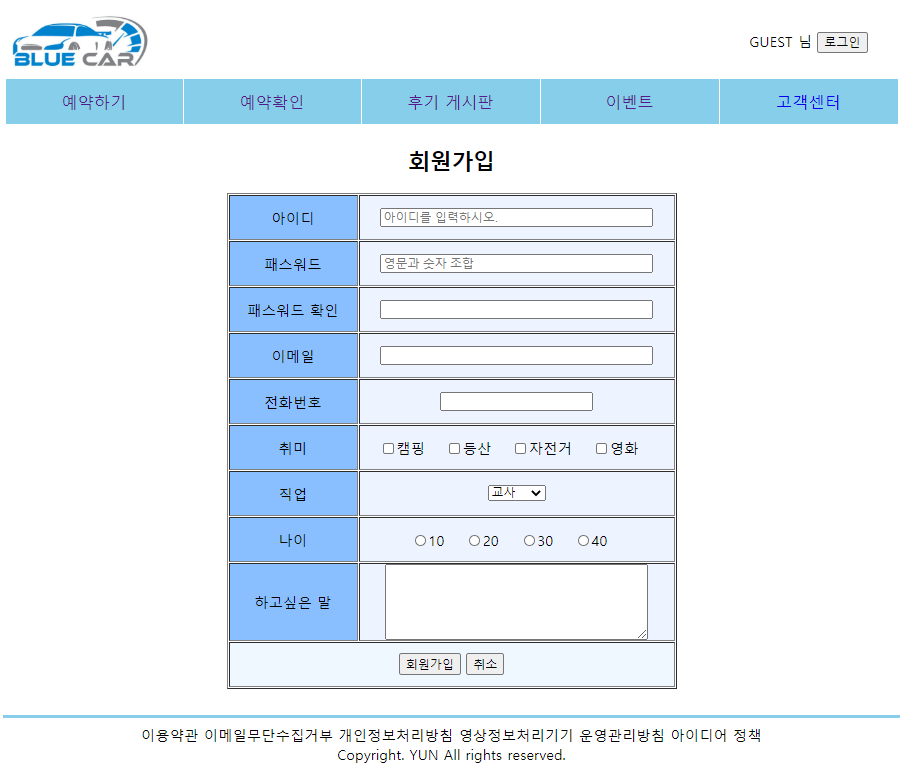 BLUE CAR
GUEST 님 로그인
예약하기 예약확인 후기 게시판 이벤트 고객센터
회원가입
아이디 아이디를 입력하시오.
패스워드 영문과 숫자 조합
패스워드 확인
이메일
전화번호
취미 캠핑 등산 자전거 영화
직업 교사
나이 10 20 30 40
하고싶은 말
회원가입 취소
이용약관 이메일무단수집거부 개인정보처리방침 영상정보처리기기 운영관리방침 아이디어 정책
Copyright. YUN All rights reserved.